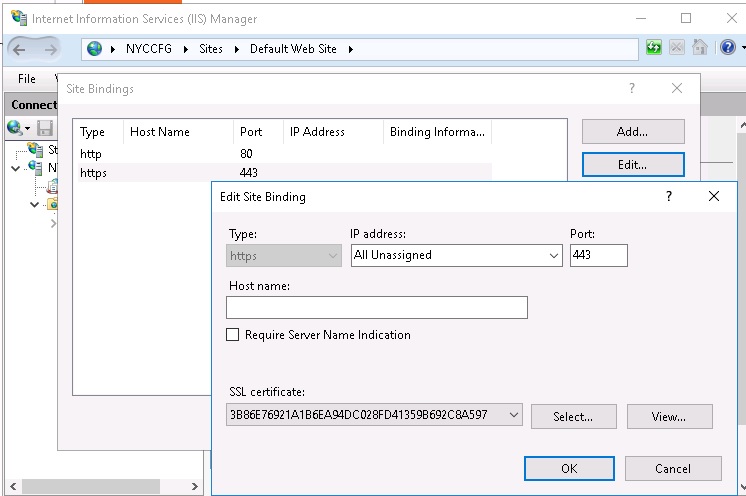 Internet Information Services (IIS) Manager
NYCCFG Sites Default Web Site
File
Site Bindings ?
Connect
Type Host Name Port IP Address Binding Informa...
http 80
https 443
Add...
Edit...
St
NY
Edit Site Binding ?
Type: IP address: Port:
https All Unassigned 443
Host name:
Require Server Name Indication
SSL certificate:
3B86E76921A1B6EA94DC028FD41359B692C8A597 Select... View...
OK Cancel